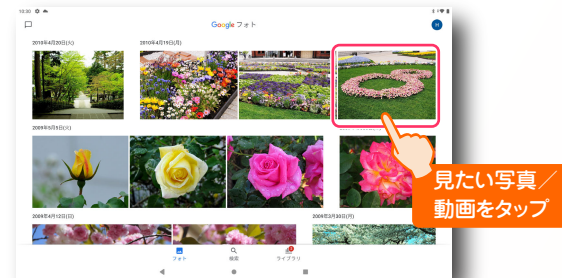 10:30
Google フォト
H
2010年4月20日(火)
2010年4月19日(月)
2009年5月5日(火)
2009年4月12日(日)
2009年3月30日(月)
フォト
検索
ライブラリ
見たい写真／
動画をタップ